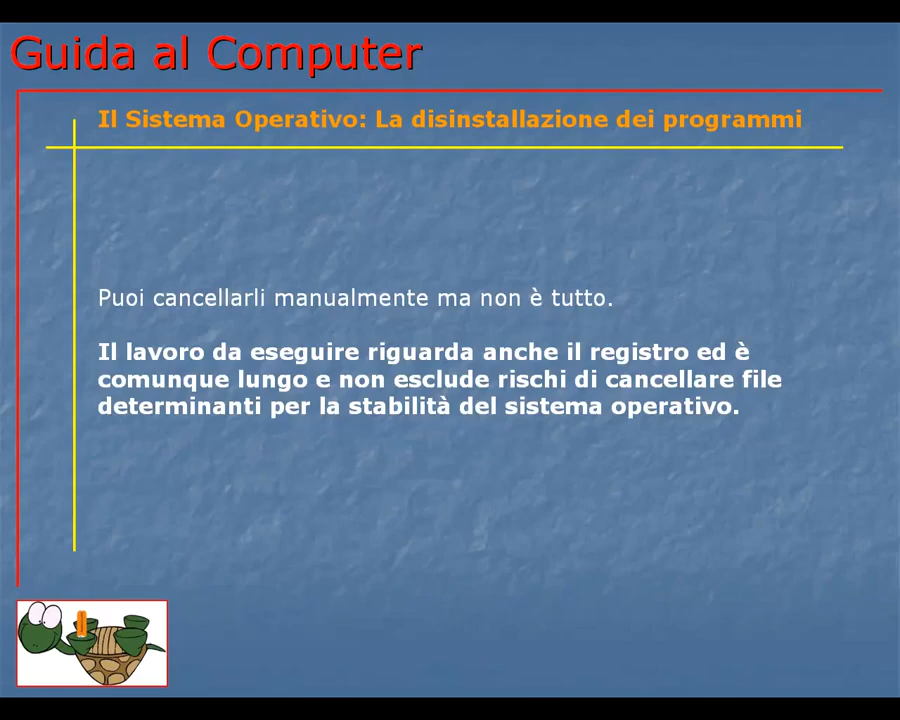 Guida al Computer
Il Sistema Operativo: La disinstallazione dei programmi
Puoi cancellarli manualmente ma non è tutto.
Il lavoro da eseguire riguarda anche il registro ed è
comunque lungo e non esclude rischi di cancellare file
determinanti per la stabilità del sistema operativo.